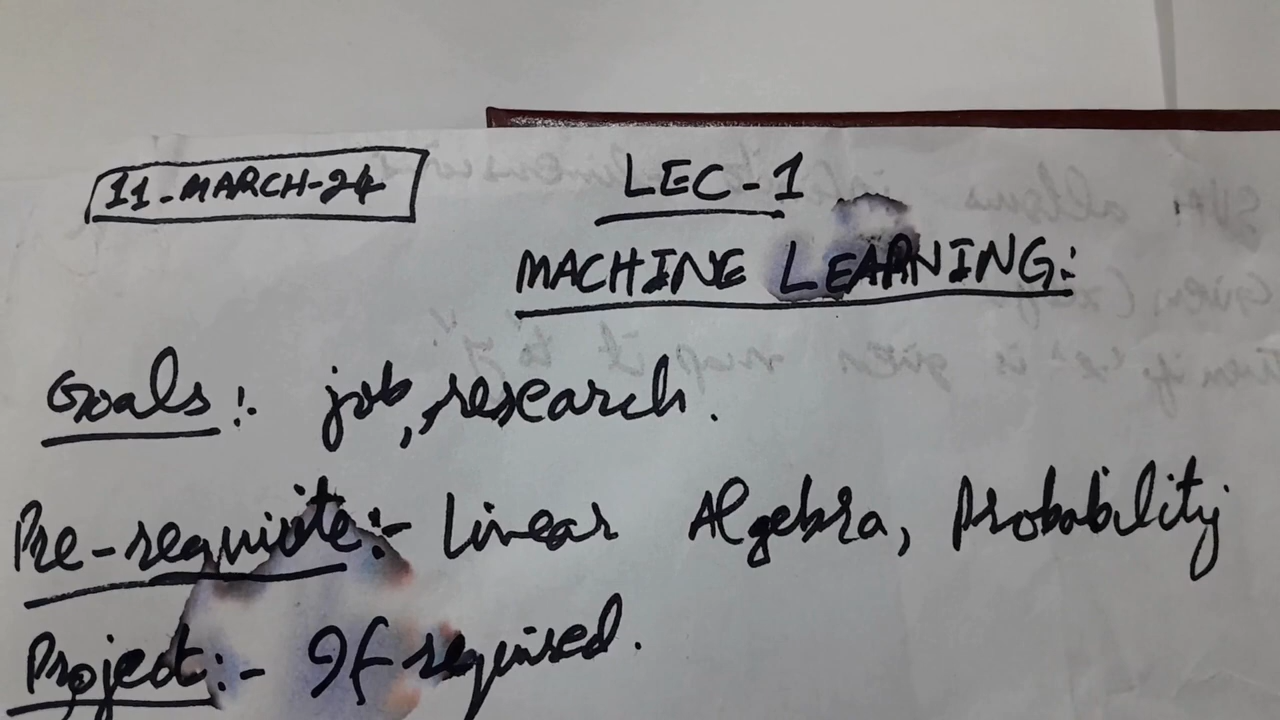 11-MARCH-24
LEC-1
MACHINE LEARNING:
Goals:. job, research.
Pre-requisite:- Linear Algebra, Probability
Project:- If required.